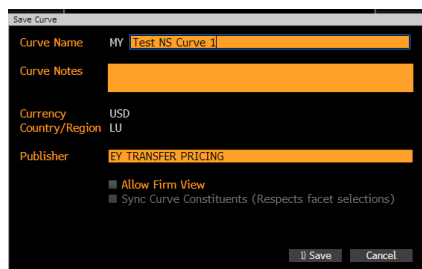 Save Curve
Curve Name MY Test NS Curve 1
Curve Notes
Currency USD
Country/Region LU
Publisher EY TRANSFER PRICING
Allow Firm View
Sync Curve Constituents (Respects facet selections)
1) Save Cancel